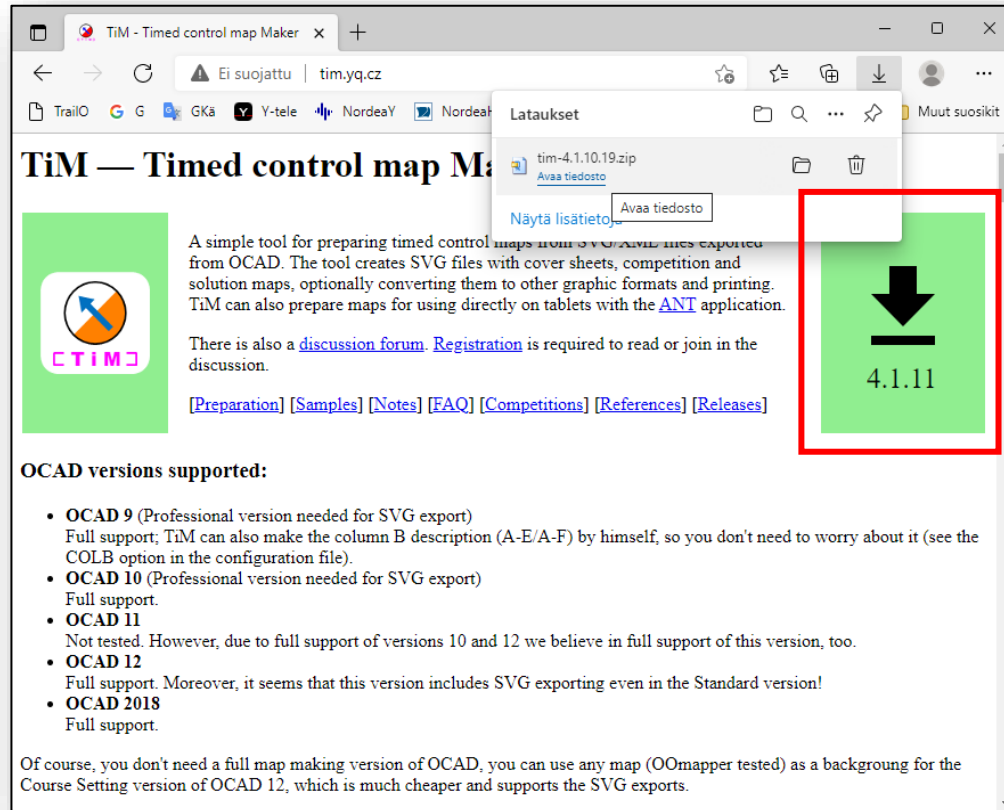 TiM - Timed control map Maker
Ei suojattu | tim.yq.cz
TrailO
G
GKä
Y-tele
NordeaY
Nordea
Muut suosikit
Lataukset
tim-4.1.10.19.zip
Avaa tiedosto
Avaa tiedosto
Näytä lisätietoja
TiM — Timed control map Ma
A simple tool for preparing timed control maps from SVG/XML files exported
from OCAD. The tool creates SVG files with cover sheets, competition and
solution maps, optionally converting them to other graphic formats and printing.
TiM can also prepare maps for using directly on tablets with the ANT application.
There is also a discussion forum. Registration is required to read or join in the
discussion.
[Preparation] [Samples] [Notes] [FAQ] [Competitions] [References] [Releases]
[TiM]
4.1.11
OCAD versions supported:
• OCAD 9 (Professional version needed for SVG export)
Full support; TiM can also make the column B description (A-E/A-F) by himself, so you don't need to worry about it (see the
COLB option in the configuration file).
• OCAD 10 (Professional version needed for SVG export)
Full support.
• OCAD 11
Not tested. However, due to full support of versions 10 and 12 we believe in full support of this version, too.
• OCAD 12
Full support. Moreover, it seems that this version includes SVG exporting even in the Standard version!
• OCAD 2018
Full support.
Of course, you don't need a full map making version of OCAD, you can use any map (OOmapper tested) as a backgroung for the
Course Setting version of OCAD 12, which is much cheaper and supports the SVG exports.